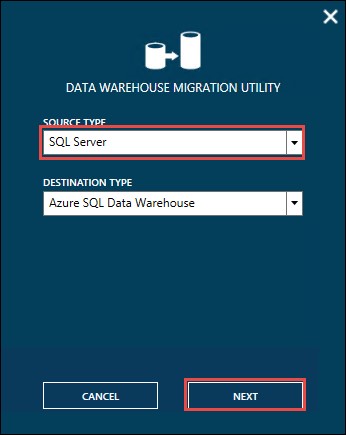 DATA WAREHOUSE MIGRATION UTILITY
SOURCE TYPE
SQL Server
DESTINATION TYPE
Azure SQL Data Warehouse
CANCEL NEXT